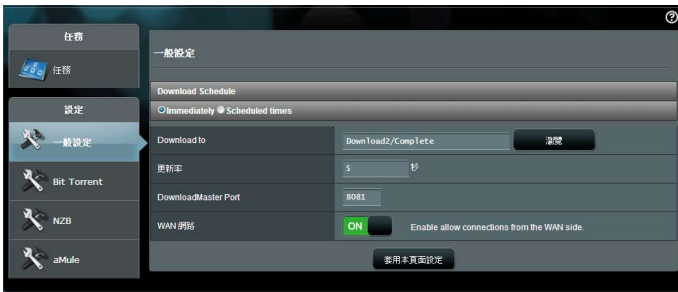 任務
任務
設定
一般設定
Bit Torrent
NZB
aMule
一般設定
Download Schedule
Immediately Scheduled times
Download to Download2/Complete 瀏覽
更新率 5 秒
DownloadMaster Port 8081
WAN 網路 ON Enable allow connections from the WAN side.
套用本頁面設定